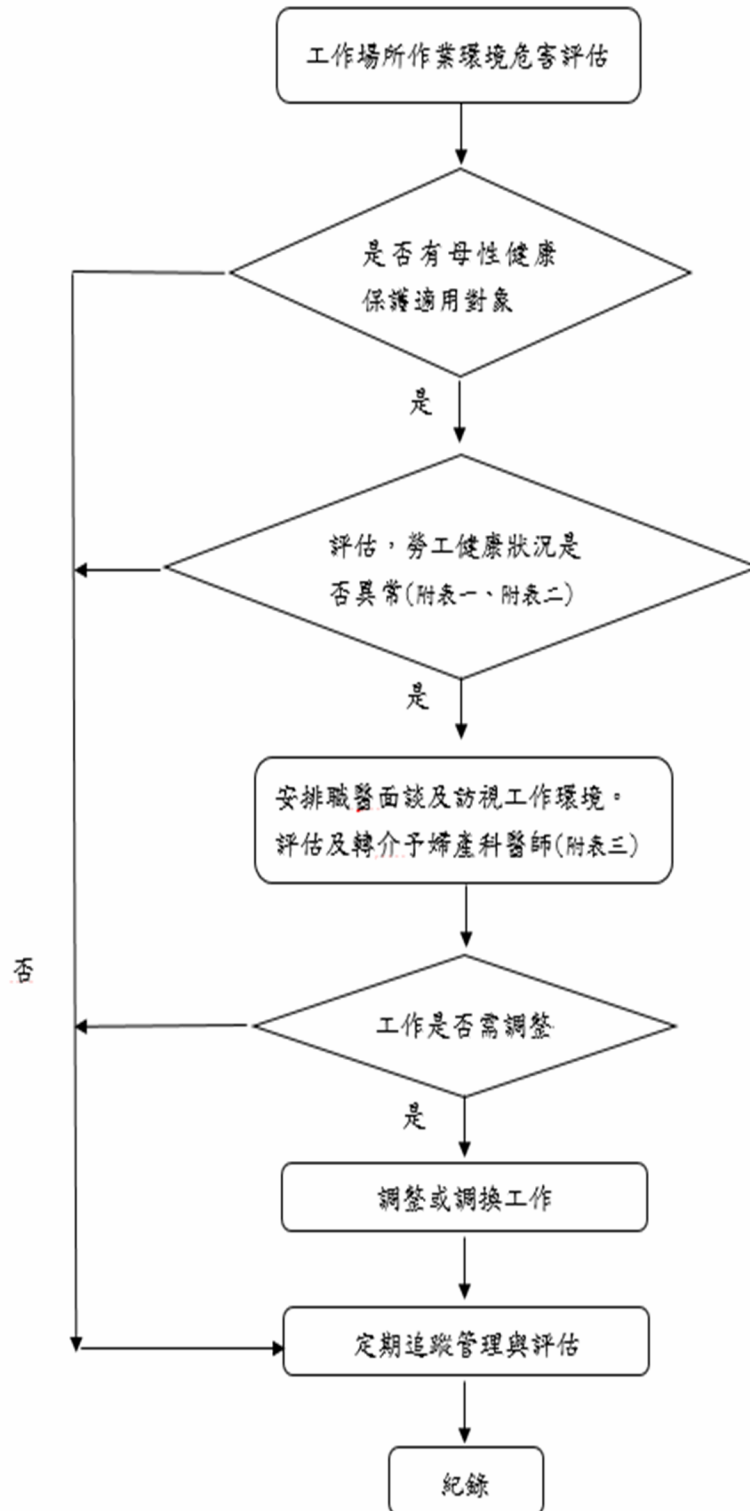 工作場所作業環境危害評估
是否有母性健康
保護適用對象
是
評估，勞工健康狀況是
否異常(附表一、附表二)
是
安排職醫面談及訪視工作環境。
評估及轉介予婦產科醫師(附表三)
否
工作是否需調整
是
調整或調換工作
定期追蹤管理與評估
紀錄